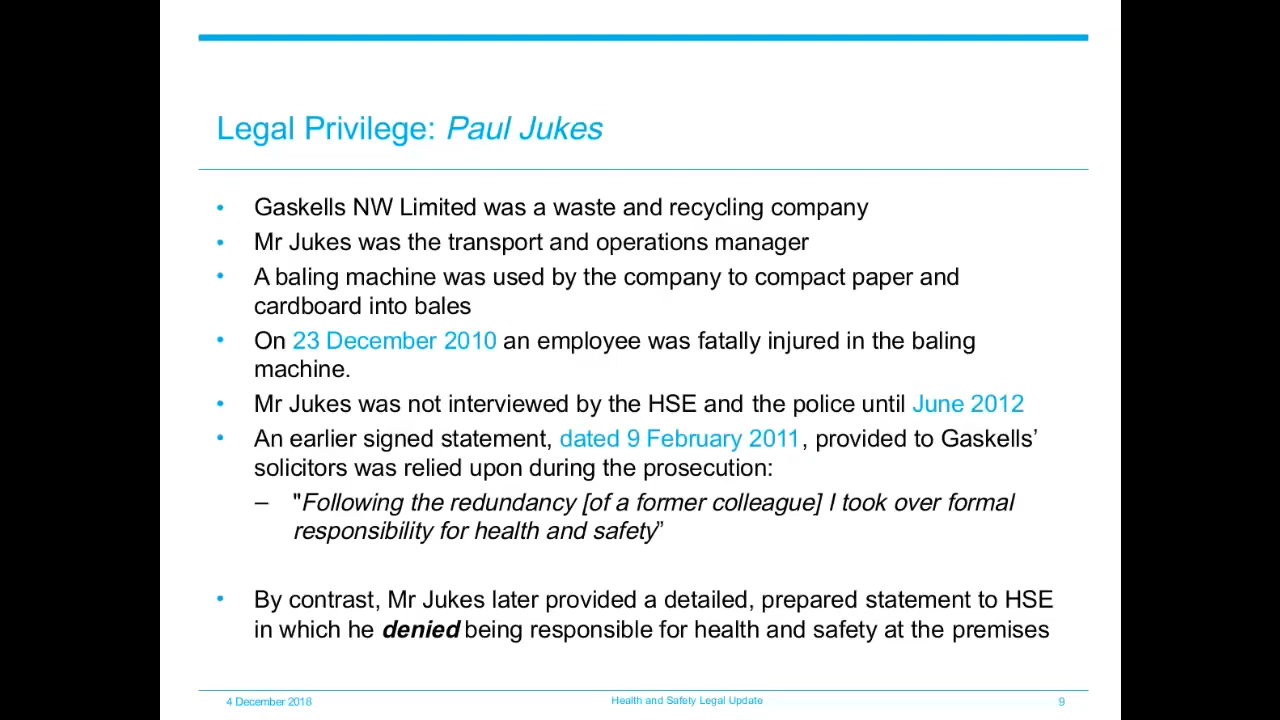 Legal Privilege: Paul Jukes
• Gaskells NW Limited was a waste and recycling company
• Mr Jukes was the transport and operations manager
• A baling machine was used by the company to compact paper and
cardboard into bales
• On 23 December 2010 an employee was fatally injured in the baling
machine.
• Mr Jukes was not interviewed by the HSE and the police until June 2012
• An earlier signed statement, dated 9 February 2011, provided to Gaskells’
solicitors was relied upon during the prosecution:
– "Following the redundancy [of a former colleague] I took over formal
responsibility for health and safety”
• By contrast, Mr Jukes later provided a detailed, prepared statement to HSE
in which he denied being responsible for health and safety at the premises
4 December 2018 Health and Safety Legal Update 9